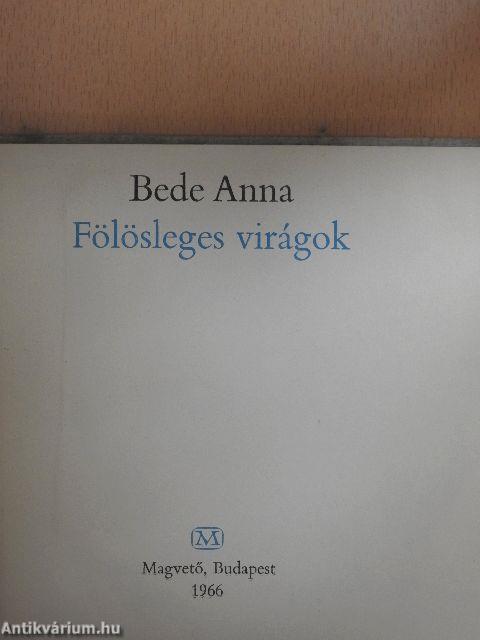 Bede Anna
Fölösleges virágok
M
Magvető, Budapest
1966
Antikvárium.hu